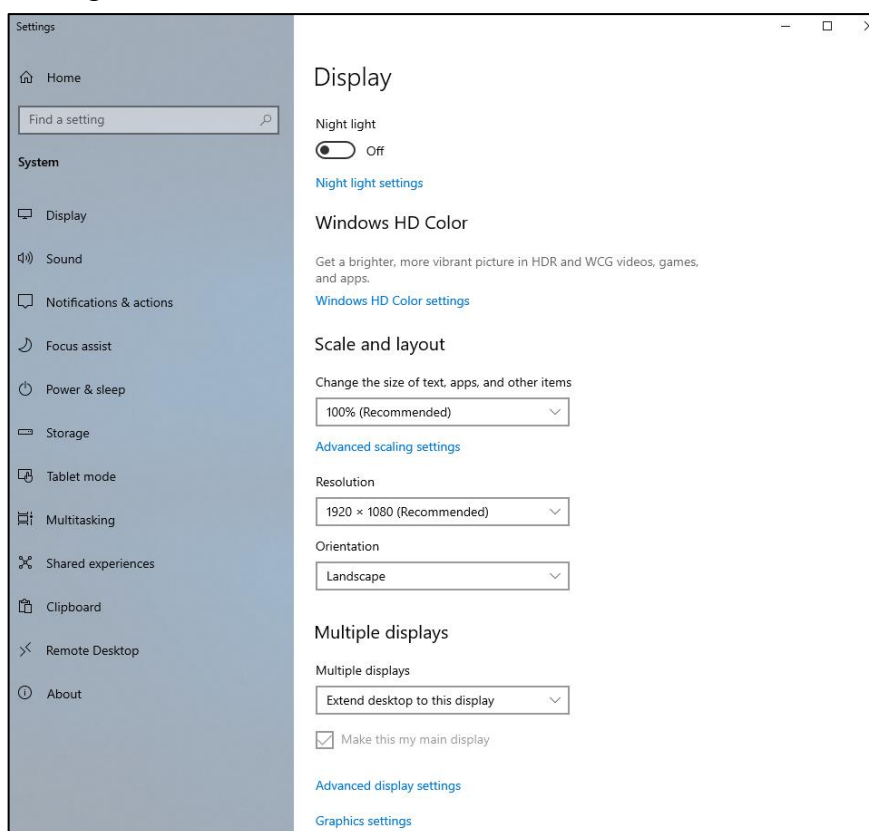 Settings
Home
Find a setting
System
Display
Sound
Notifications & actions
Focus assist
Power & sleep
Storage
Tablet mode
Multitasking
Shared experiences
Clipboard
Remote Desktop
About
Display
Night light
Off
Night light settings
Windows HD Color
Get a brighter, more vibrant picture in HDR and WCG videos, games,
and apps.
Windows HD Color settings
Scale and layout
Change the size of text, apps, and other items
100% (Recommended)
Advanced scaling settings
Resolution
1920 × 1080 (Recommended)
Orientation
Landscape
Multiple displays
Multiple displays
Extend desktop to this display
Make this my main display
Advanced display settings
Graphics settings